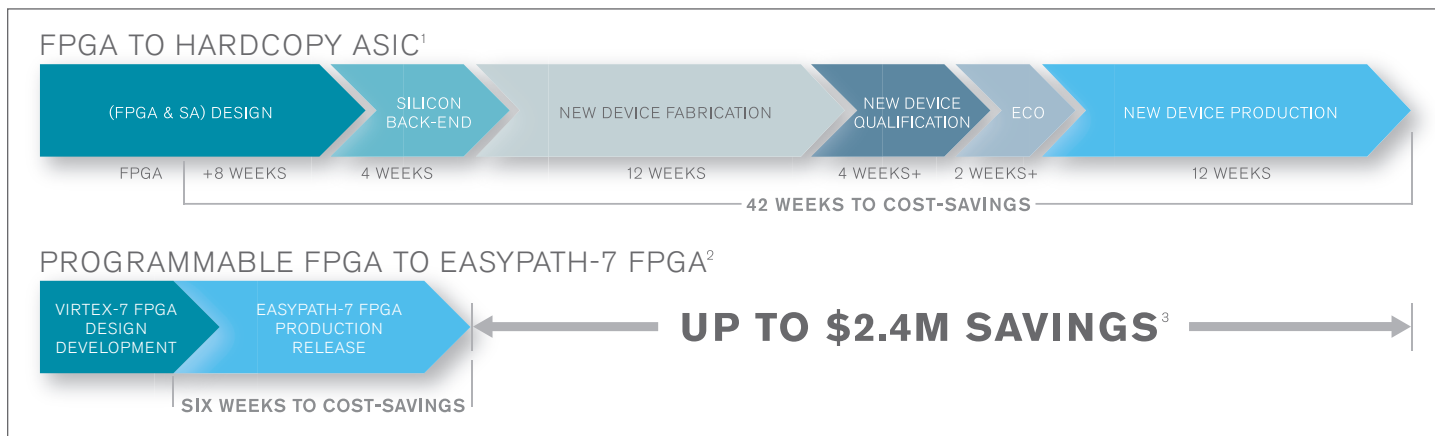 FPGA TO HARDCOPY ASIC¹
(FPGA & SA) DESIGN
SILICON
BACK-END
NEW DEVICE FABRICATION
NEW DEVICE
QUALIFICATION
ECO
NEW DEVICE PRODUCTION
FPGA
+8 WEEKS
4 WEEKS
12 WEEKS
4 WEEKS+
2 WEEKS+
12 WEEKS
42 WEEKS TO COST-SAVINGS
PROGRAMMABLE FPGA TO EASYPATH-7 FPGA²
VIRTEX-7 FPGA
DESIGN
DEVELOPMENT
EASYPATH-7 FPGA
PRODUCTION
RELEASE
UP TO $2.4M SAVINGS³
SIX WEEKS TO COST-SAVINGS